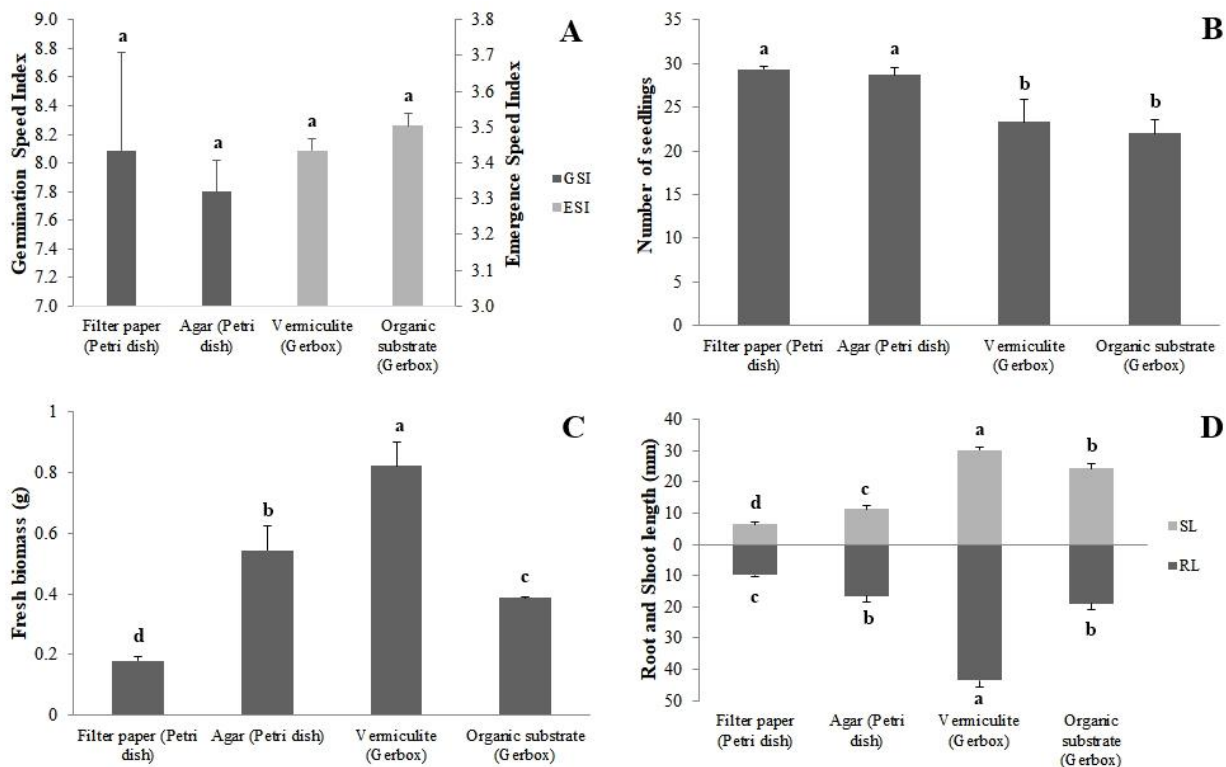 A
9.0
8.8
8.6
8.4
8.2
8.0
7.8
7.6
7.4
7.2
7.0
Germination Speed Index
3.8
3.7
3.6
3.5
3.4
3.3
3.2
3.1
3.0
Emergence Speed Index
a
a
a
a
GSI
ESI
Filter paper
(Petri dish)
Agar (Petri
dish)
Vermiculite
(Gerbox)
Organic
substrate
(Gerbox)
B
35
30
25
20
15
10
5
0
Number of seedlings
a
a
b
b
Filter paper (Petri
dish)
Agar (Petri dish)
Vermiculite
(Gerbox)
Organic substrate
(Gerbox)
C
1
0.8
0.6
0.4
0.2
0
Fresh biomass (g)
d
b
a
c
Filter paper (Petri
dish)
Agar (Petri dish)
Vermiculite
(Gerbox)
Organic substrate
(Gerbox)
D
40
30
20
10
0
10
20
30
40
50
Root and Shoot length (mm)
d
c
a
b
c
b
a
b
SL
RL
Filter paper
(Petri dish)
Agar (Petri
dish)
Vermiculite
(Gerbox)
Organic
substrate
(Gerbox)